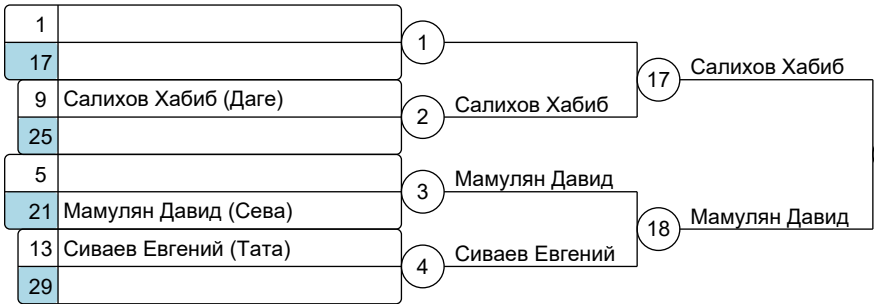 1
17
9 Салихов Хабиб (Даге)
25
5
21 Мамулян Давид (Сева)
13 Сиваев Евгений (Тата)
29
1
2 Салихов Хабиб
3 Мамулян Давид
4 Сиваев Евгений
17 Салихов Хабиб
18 Мамулян Давид